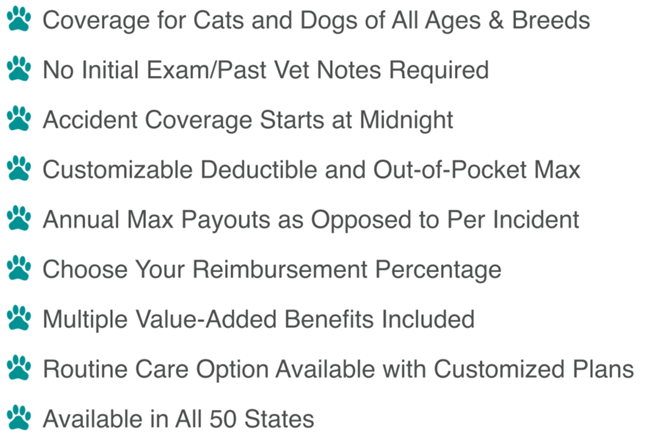 Coverage for Cats and Dogs of All Ages & Breeds
No Initial Exam/Past Vet Notes Required
Accident Coverage Starts at Midnight
Customizable Deductible and Out-of-Pocket Max
Annual Max Payouts as Opposed to Per Incident
Choose Your Reimbursement Percentage
Multiple Value-Added Benefits Included
Routine Care Option Available with Customized Plans
Available in All 50 States